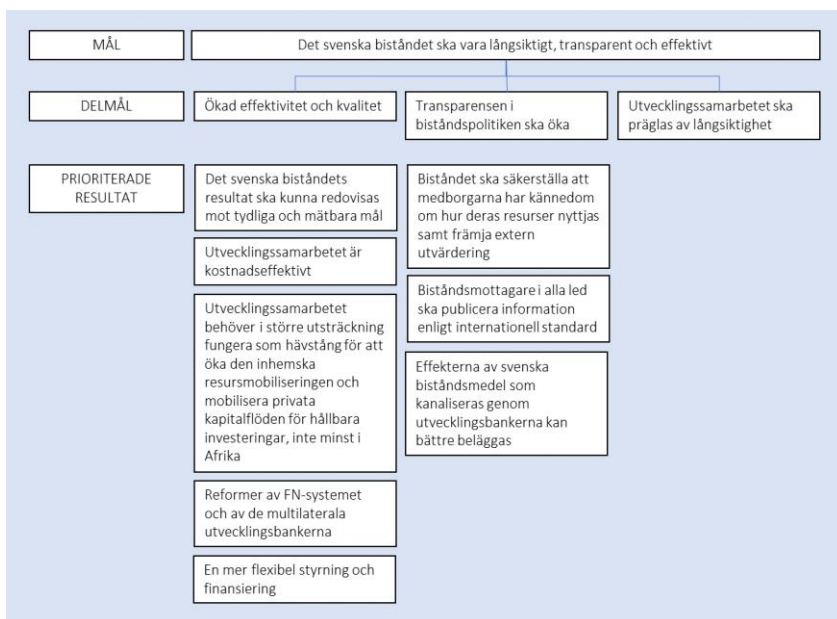 MÅL
Det svenska biståndet ska vara långsiktigt, transparent och effektivt
DELMÅL
Ökad effektivitet och kvalitet
Transparensen i
biståndspolitiken ska öka
Utvecklingssamarbetet ska
präglas av långsiktighet
PRIORITERADE
RESULTAT
Det svenska biståndets
resultat ska kunna redovisas
mot tydliga och mätbara mål
Utvecklingssamarbetet är
kostnadseffektivt
Utvecklingssamarbetet
behöver i större utsträckning
fungera som hävstång för att
öka den inhemska
resursmobiliseringen och
mobilisera privata
kapitalflöden för hållbara
investeringar, inte minst i
Afrika
Reformer av FN-systemet
och av de multilaterala
utvecklingsbankerna
En mer flexibel styrning och
finansiering
Biståndet ska säkerställa att
medborgarna har kännedom
om hur deras resurser nyttjas
samt främja extern
utvärdering
Biståndsmottagare i alla led
ska publicera information
enligt internationell standard
Effekterna av svenska
biståndsmedel som
kanaliseras genom
utvecklingsbankerna kan
bättre beläggas